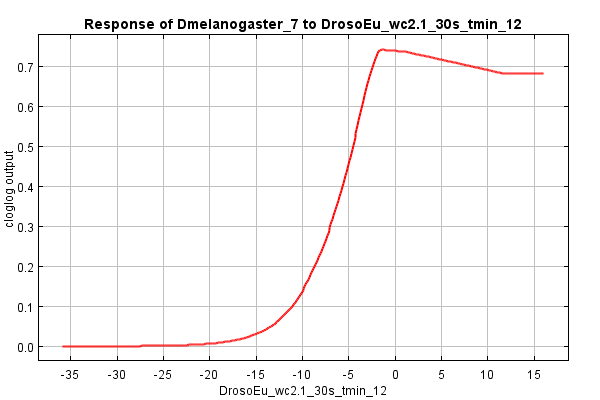 Response of Dmelanogaster_7 to DrosoEu_wc2.1_30s_tmin_12
cloglog output
0.7
0.6
0.5
0.4
0.3
0.2
0.1
0.0
-35 -30 -25 -20 -15 -10 -5 0 5 10 15
DrosoEu_wc2.1_30s_tmin_12